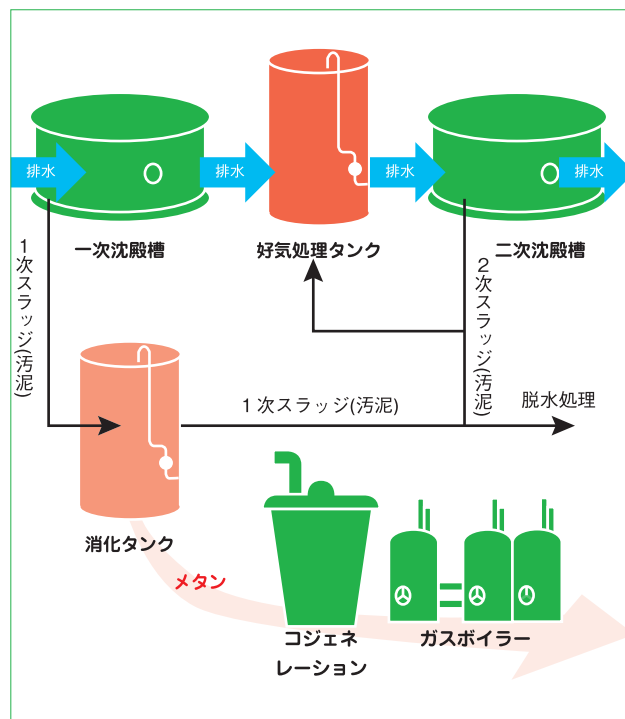 排水
排水
排水
排水
一次沈殿槽
好気処理タンク
二次沈殿槽
1次スラッジ(汚泥)
2次スラッジ(汚泥)
1次スラッジ(汚泥)
脱水処理
消化タンク
メタン
コジェネ
レーション
ガスボイラー